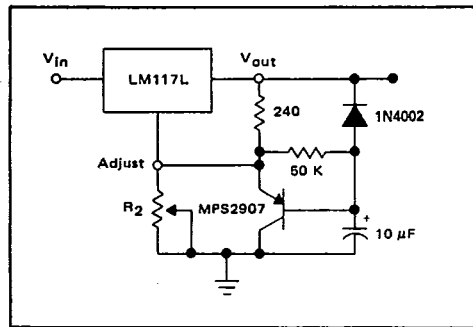 Vin
LM117L
Vout
240
1N4002
50 K
Adjust
R2
MPS2907
+
10 μF